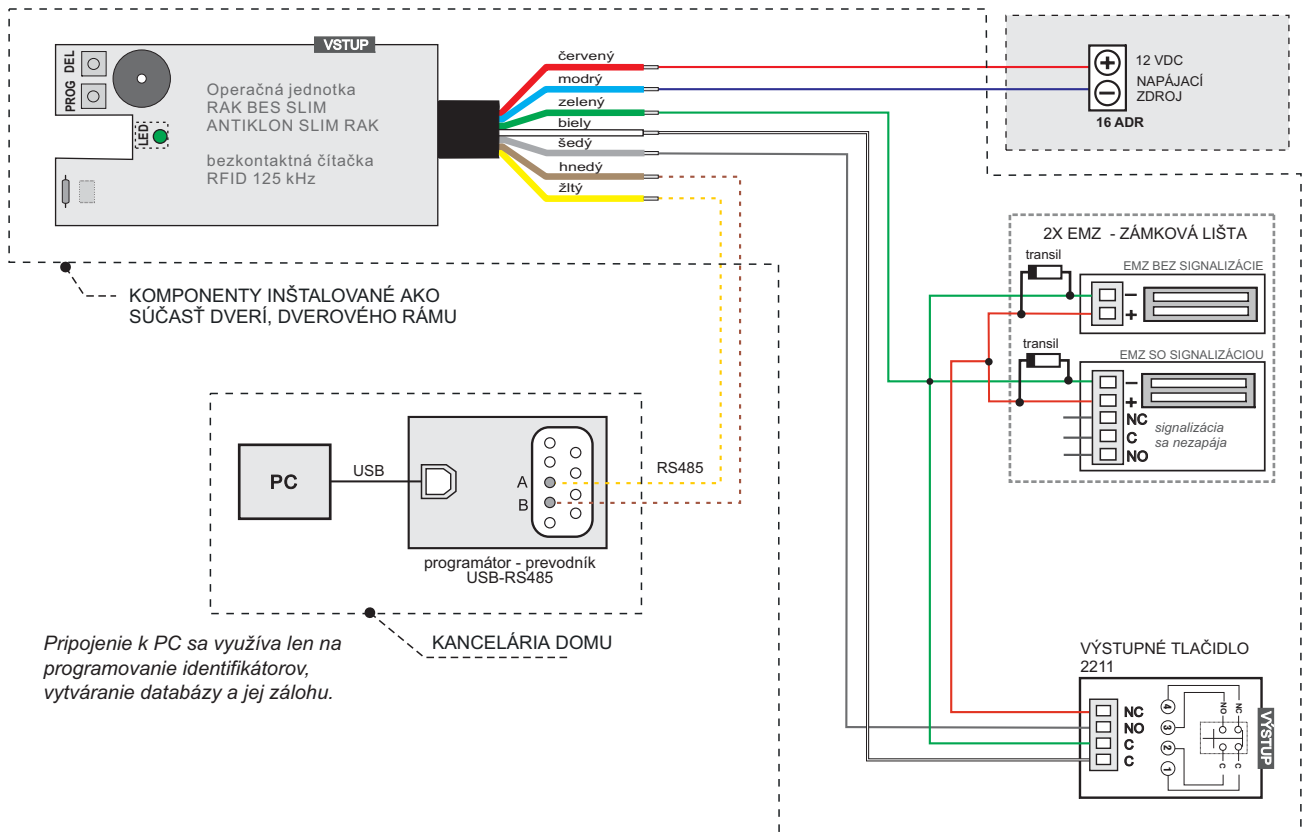 VSTUP
DEL
PROG
LED
Operačná jednotka
RAK BES SLIM
ANTIKLON SLIM RAK
bezkontaktná čítačka
RFID 125 kHz
červený
modrý
zelený
biely
šedý
hnedý
žltý
12 VDC
NAPÁJACÍ
ZDROJ
16 ADR
KOMPONENTY INŠTALOVANÉ AKO
SÚČASŤ DVERÍ, DVEROVÉHO RÁMU
2X EMZ - ZÁMKOVÁ LIŠTA
transil
EMZ BEZ SIGNALIZÁCIE
−
+
transil
EMZ SO SIGNALIZÁCIOU
−
+
NC
C
NO
signalizácia
sa nezapája
PC
USB
A
B
RS485
programátor - prevodník
USB-RS485
KANCELÁRIA DOMU
Pripojenie k PC sa využíva len na
programovanie identifikátorov,
vytváranie databázy a jej zálohu.
VÝSTUPNÉ TLAČIDLO
2211
NC
NO
C
C
4
3
2
1
NO
NC
C
C
VÝSTUP